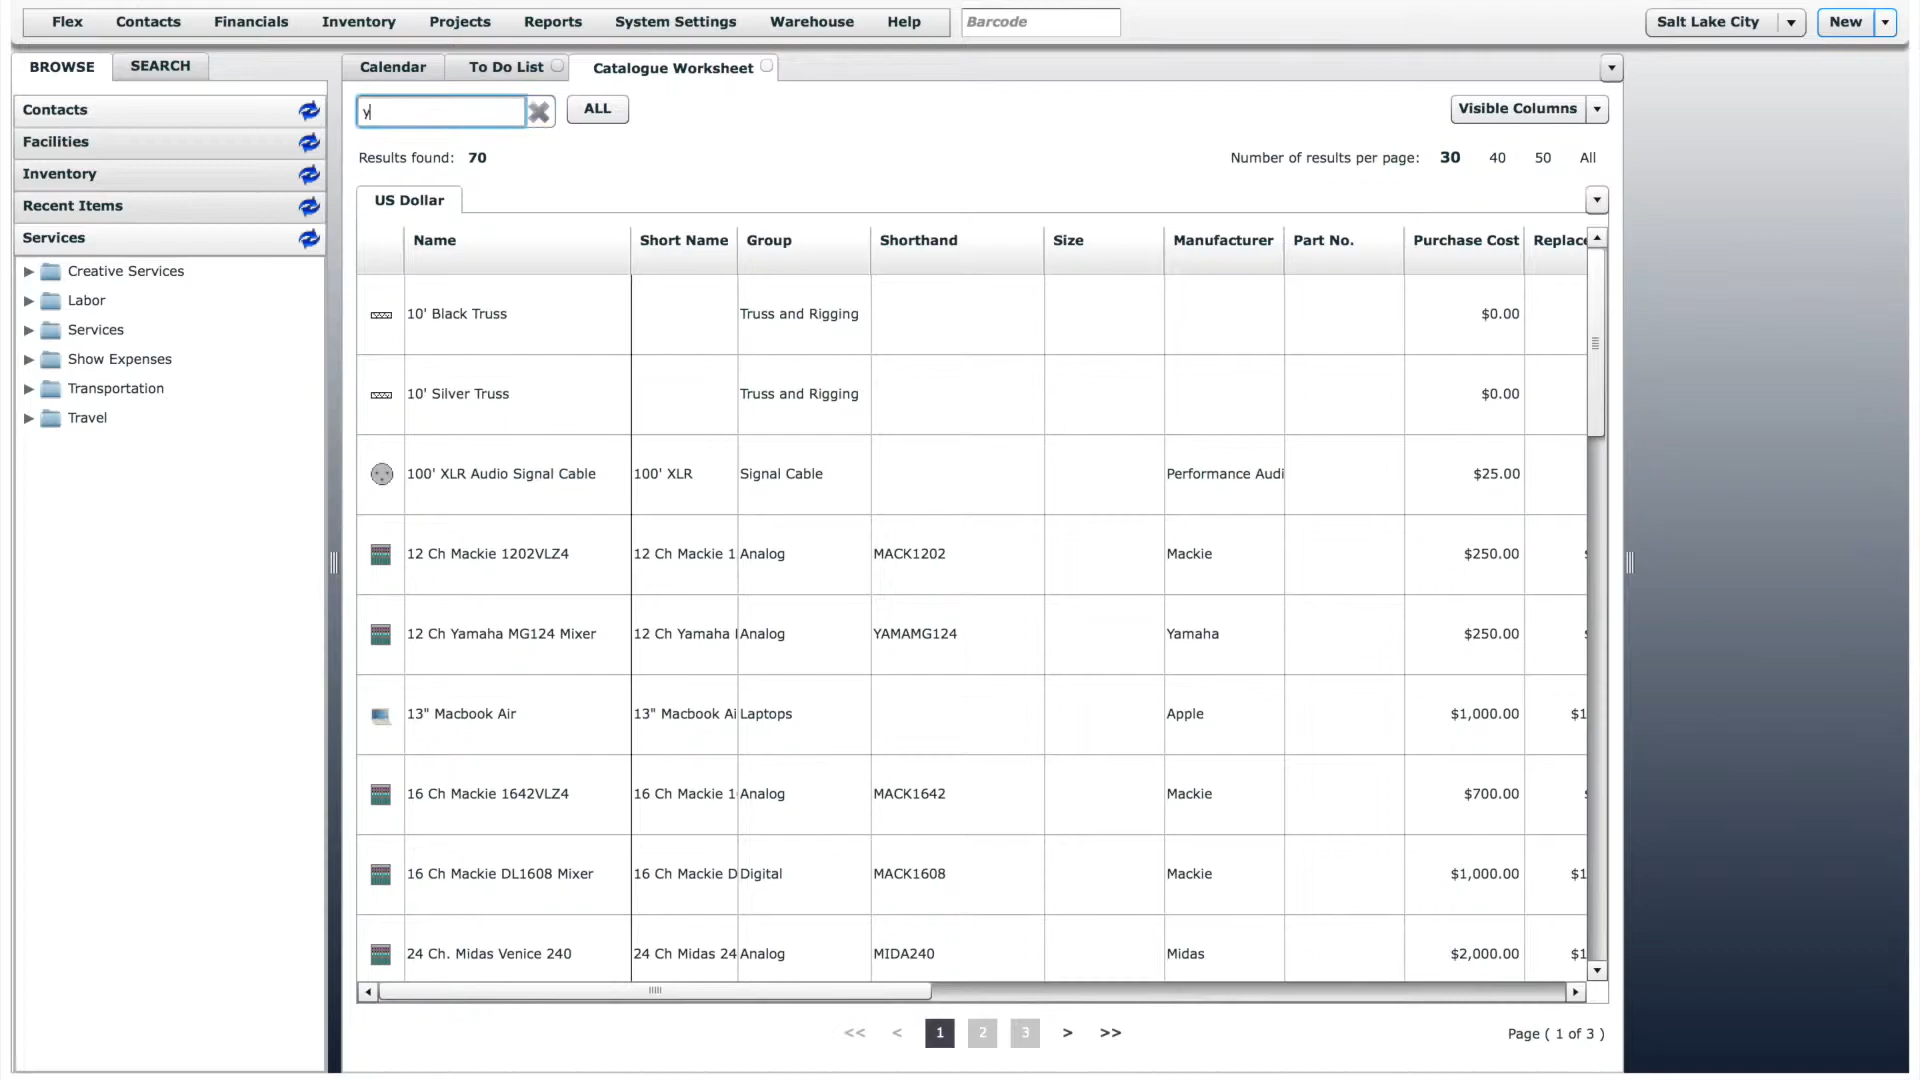 Flex Contacts Financials Inventory Projects Reports System Settings Warehouse Help Barcode Salt Lake City New
BROWSE SEARCH Calendar To Do List Catalogue Worksheet
y ALL Visible Columns
Contacts
Facilities
Inventory
Recent Items
Services
Creative Services
Labor
Services
Show Expenses
Transportation
Travel
Results found: 70 Number of results per page: 30 40 50 All
US Dollar
Name Short Name Group Shorthand Size Manufacturer Part No. Purchase Cost Replace
10' Black Truss Truss and Rigging $0.00
10' Silver Truss Truss and Rigging $0.00
100' XLR Audio Signal Cable 100' XLR Signal Cable Performance Audi $25.00
12 Ch Mackie 1202VLZ4 12 Ch Mackie 1 Analog MACK1202 Mackie $250.00
12 Ch Yamaha MG124 Mixer 12 Ch Yamaha Analog YAMAMG124 Yamaha $250.00
13" Macbook Air 13" Macbook Ai Laptops Apple $1,000.00 $1
16 Ch Mackie 1642VLZ4 16 Ch Mackie 1 Analog MACK1642 Mackie $700.00
16 Ch Mackie DL1608 Mixer 16 Ch Mackie D Digital MACK1608 Mackie $1,000.00 $1
24 Ch. Midas Venice 240 24 Ch Midas 24 Analog MIDA240 Midas $2,000.00 $1
<< < 1 2 3 > >> Page ( 1 of 3 )